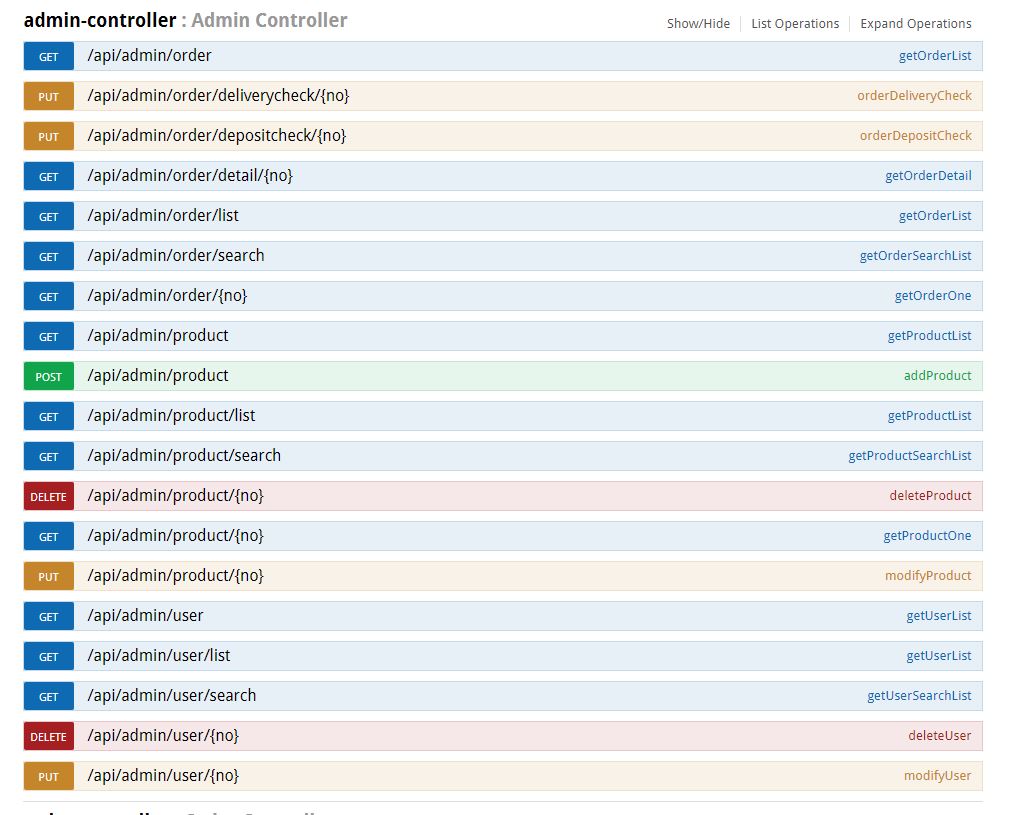 admin-controller : Admin Controller Show/Hide List Operations Expand Operations
GET /api/admin/order getOrderList
PUT /api/admin/order/deliverycheck/{no} orderDeliveryCheck
PUT /api/admin/order/depositcheck/{no} orderDepositCheck
GET /api/admin/order/detail/{no} getOrderDetail
GET /api/admin/order/list getOrderList
GET /api/admin/order/search getOrderSearchList
GET /api/admin/order/{no} getOrderOne
GET /api/admin/product getProductList
POST /api/admin/product addProduct
GET /api/admin/product/list getProductList
GET /api/admin/product/search getProductSearchList
DELETE /api/admin/product/{no} deleteProduct
GET /api/admin/product/{no} getProductOne
PUT /api/admin/product/{no} modifyProduct
GET /api/admin/user getUserList
GET /api/admin/user/list getUserList
GET /api/admin/user/search getUserSearchList
DELETE /api/admin/user/{no} deleteUser
PUT /api/admin/user/{no} modifyUser